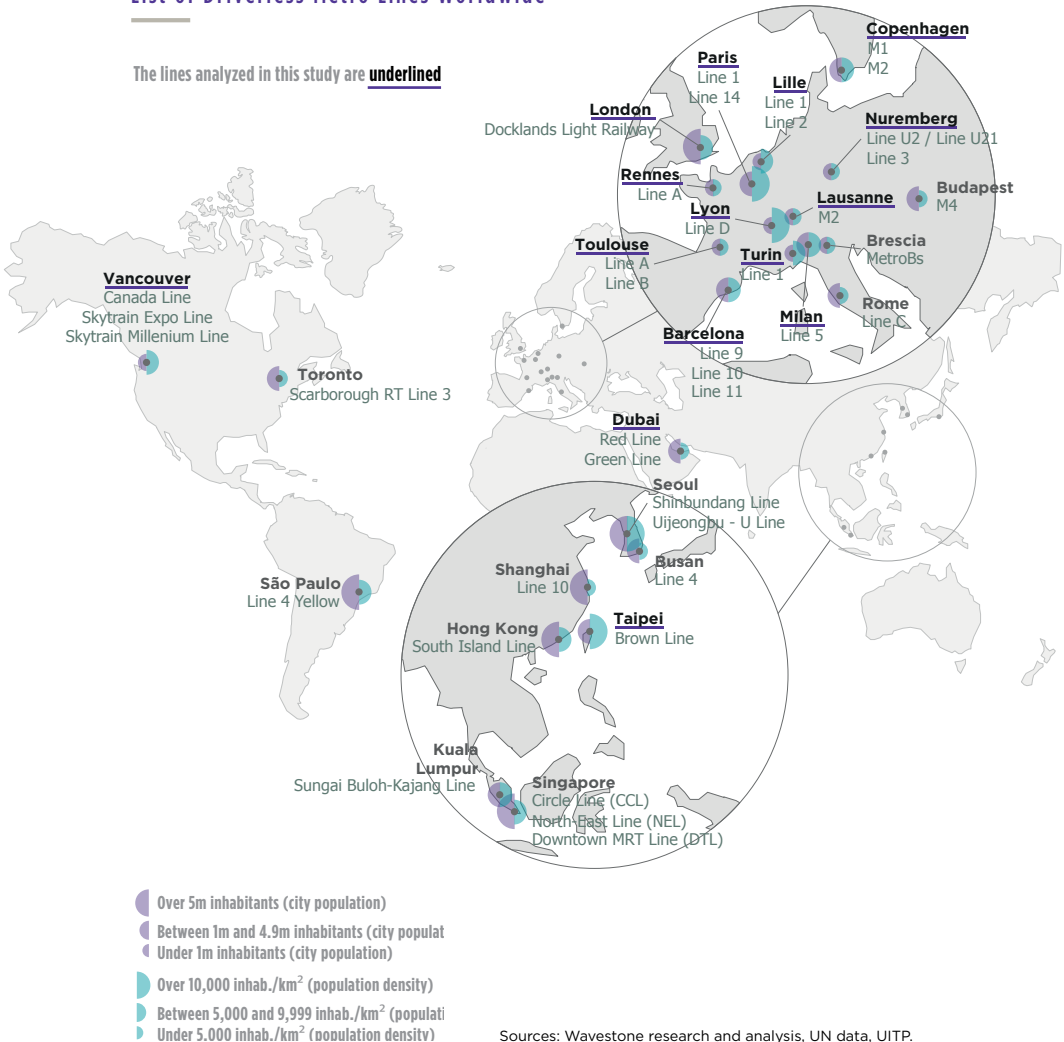 List of Driverless Metro Lines Worldwide
The lines analyzed in this study are underlined
Copenhagen
M1
M2
Paris
Line 1
Line 14
Lille
Line 1
Line 2
London
Docklands Light Railway
Nuremberg
Line U2 / Line U21
Line 3
Rennes
Line A
Budapest
M4
Lausanne
M2
Lyon
Line D
Toulouse
Line A
Line B
Turin
Line 1
Brescia
MetroBs
Rome
Line C
Milan
Line 5
Barcelona
Line 9
Line 10
Line 11
Vancouver
Canada Line
Skytrain Expo Line
Skytrain Millenium Line
Toronto
Scarborough RT Line 3
Dubai
Red Line
Green Line
Seoul
Shinbundang Line
Uijeongbu - U Line
Busan
Line 4
Shanghai
Line 10
São Paulo
Line 4 Yellow
Taipei
Brown Line
Hong Kong
South Island Line
Kuala
Lumpur
Sungai Buloh-Kajang Line
Singapore
Circle Line (CCL)
North-East Line (NEL)
Downtown MRT Line (DTL)
Over 5m inhabitants (city population)
Between 1m and 4.9m inhabitants (city populat
Under 1m inhabitants (city population)
Over 10,000 inhab./km² (population density)
Between 5,000 and 9,999 inhab./km² (populati
Under 5,000 inhab./km² (population density)
Sources: Wavestone research and analysis, UN data, UITP.